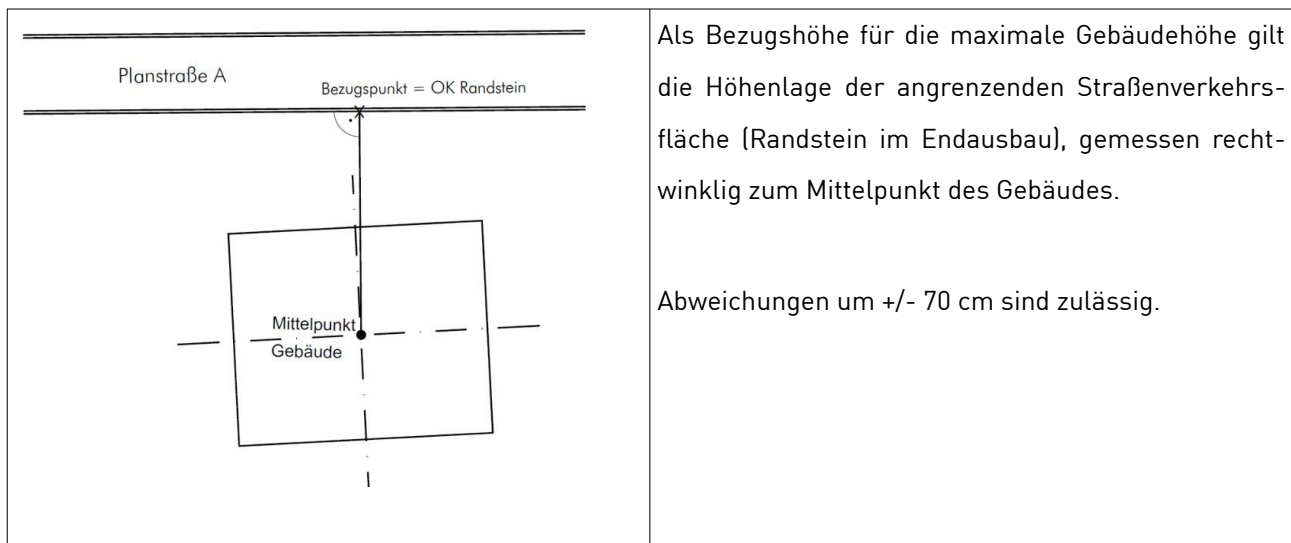 Planstraße A
Bezugspunkt = OK Randstein
Mittelpunkt
Gebäude
Als Bezugshöhe für die maximale Gebäudehöhe gilt
die Höhenlage der angrenzenden Straßenverkehrs-
fläche (Randstein im Endausbau), gemessen recht-
winklig zum Mittelpunkt des Gebäudes.
Abweichungen um +/- 70 cm sind zulässig.